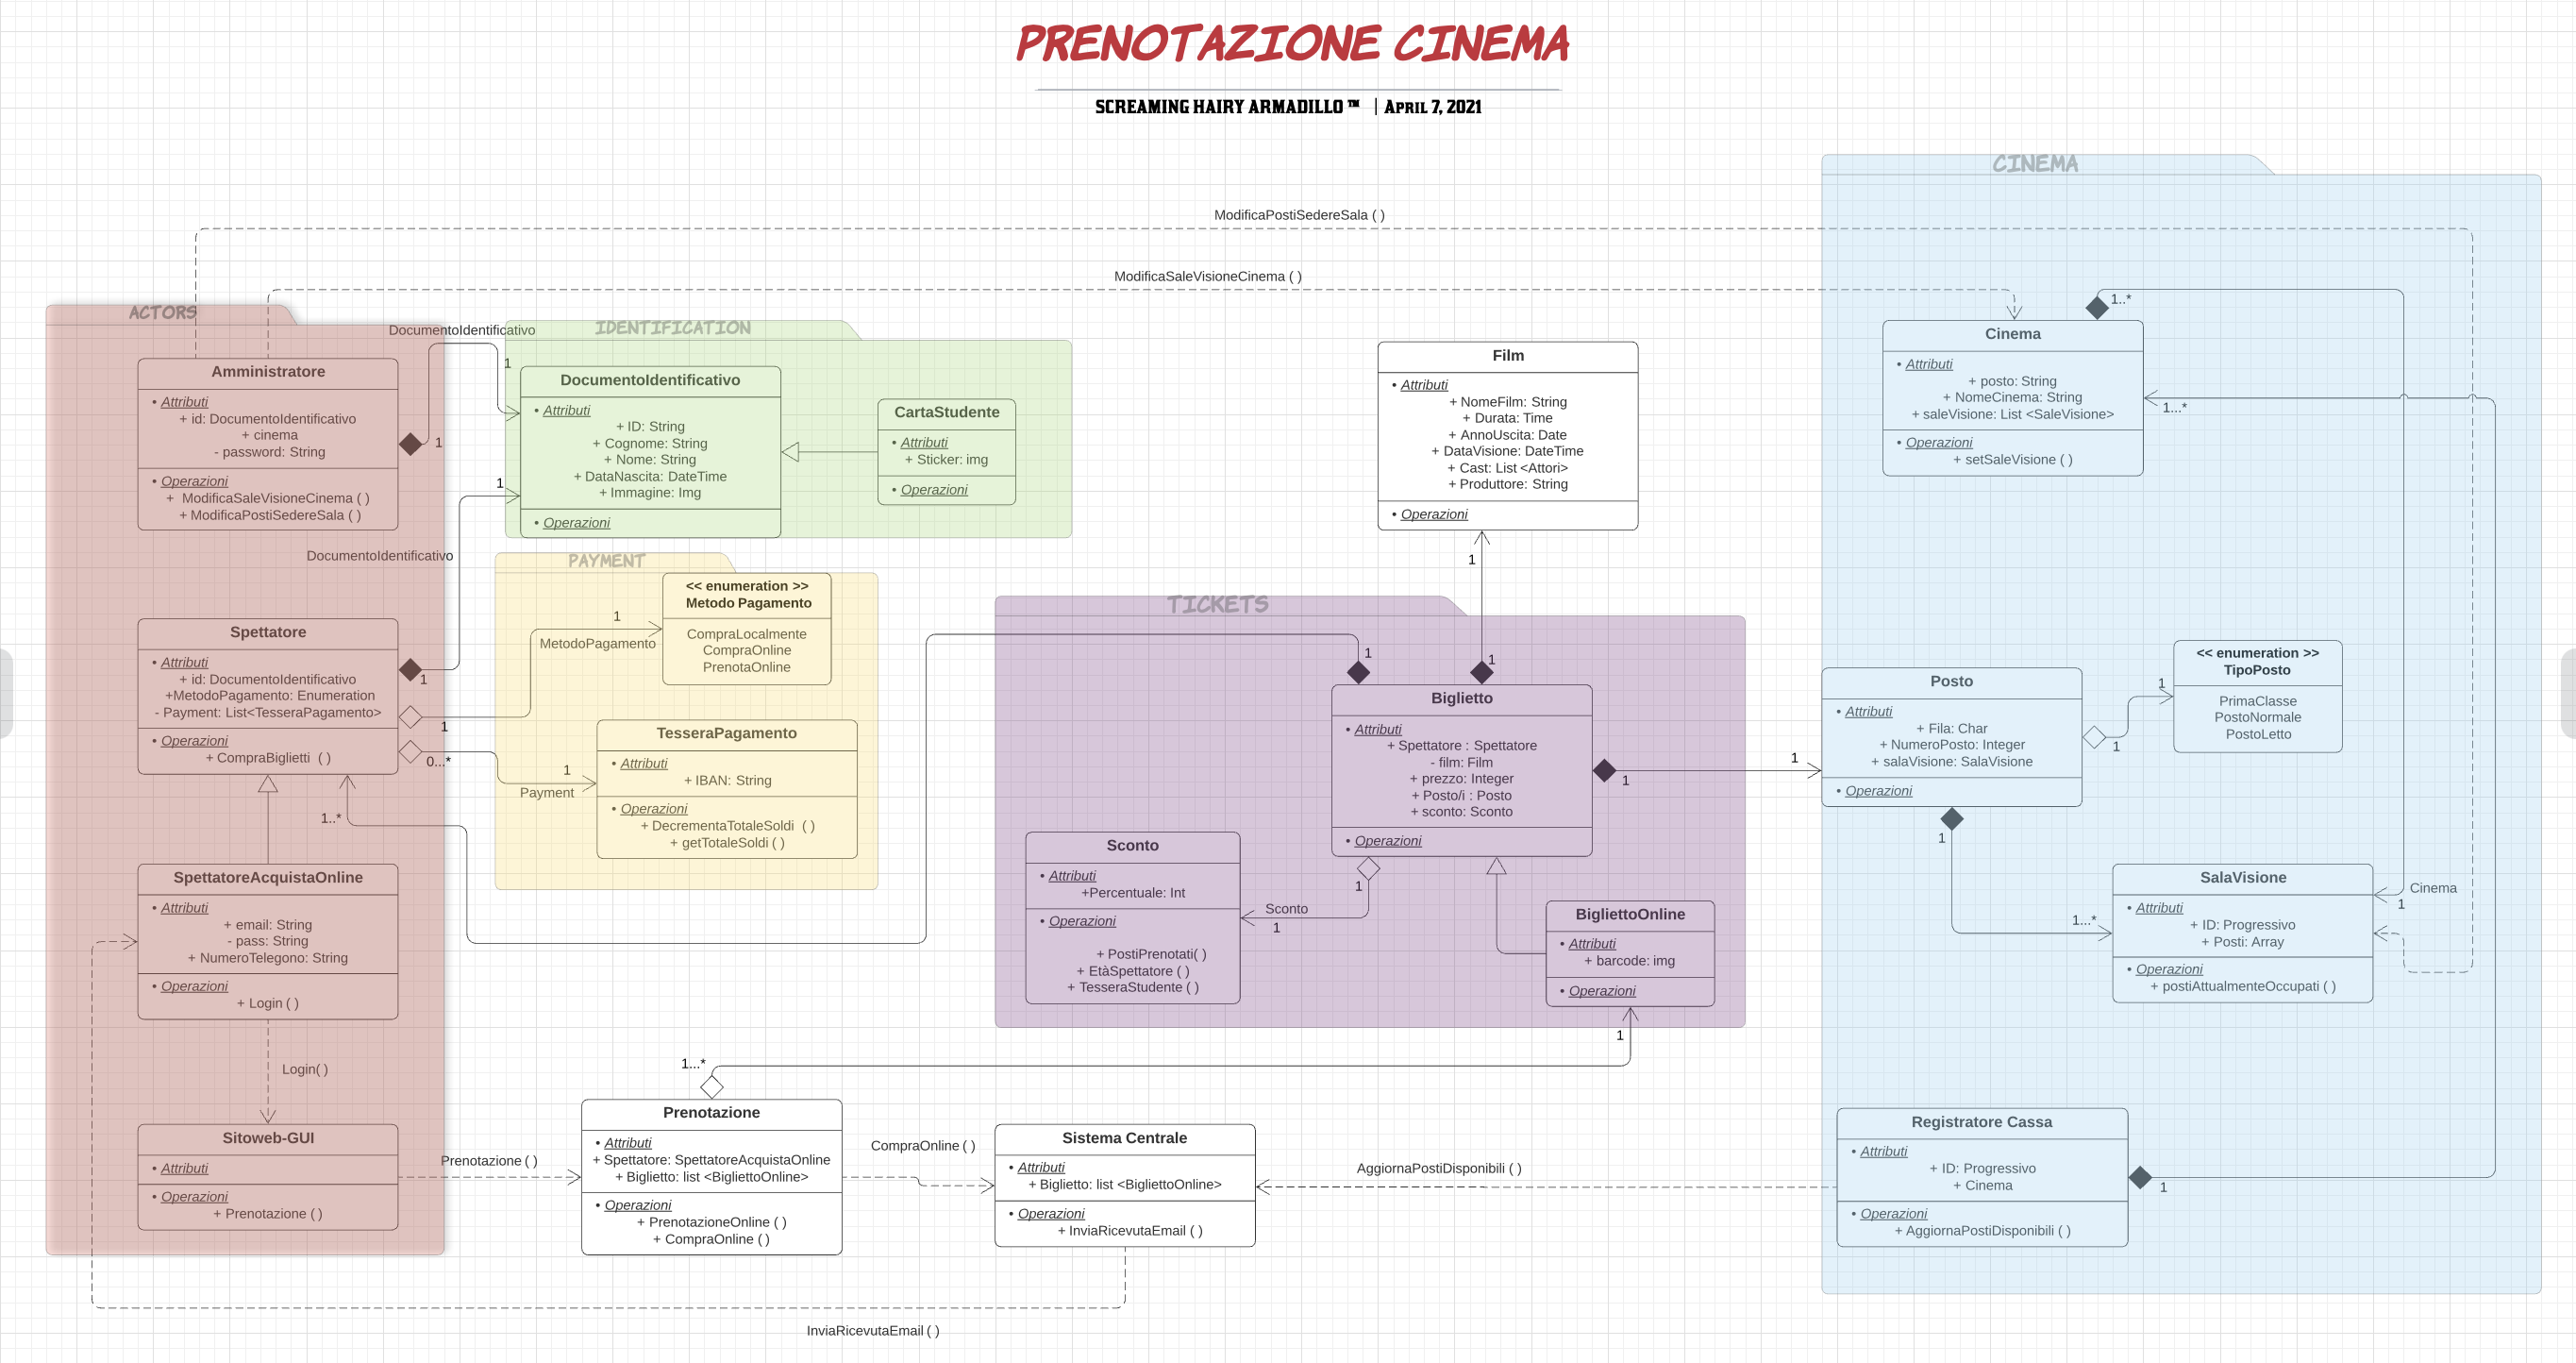 PRENOTAZIONE CINEMA
SCREAMING HAIRY ARMADILLO ™ | APRIL 7, 2021
CINEMA
ModificaPostiSedereSala ( )
ModificaSaleVisioneCinema ( )
ACTORS
DocumentoIdentificativo
1
1
Amministratore
• Attributi
+ id: DocumentoIdentificativo
+ cinema
- password: String
• Operazioni
+ ModificaSaleVisioneCinema ( )
+ ModificaPostiSedereSala ( )
IDENTIFICATION
DocumentoIdentificativo
• Attributi
+ ID: String
+ Cognome: String
+ Nome: String
+ DataNascita: DateTime
+ Immagine: Img
• Operazioni
CartaStudente
• Attributi
+ Sticker: img
• Operazioni
1
DocumentoIdentificativo
Film
• Attributi
+ NomeFilm: String
+ Durata: Time
+ AnnoUscita: Date
+ DataVisione: DateTime
+ Cast: List <Attori>
+ Produttore: String
• Operazioni
1
1..*
Cinema
• Attributi
+ posto: String
+ NomeCinema: String
+ saleVisione: List <SaleVisione>
• Operazioni
+ setSaleVisione ( )
1...*
Spettatore
• Attributi
+ id: DocumentoIdentificativo
+MetodoPagamento: Enumeration
- Payment: List<TesseraPagamento>
• Operazioni
+ CompraBiglietti ( )
1
1
0...*
1..*
PAYMENT
<< enumeration >>
Metodo Pagamento
CompraLocalmente
CompraOnline
PrenotaOnline
1
MetodoPagamento
TesseraPagamento
• Attributi
+ IBAN: String
• Operazioni
+ DecrementaTotaleSoldi ( )
+ getTotaleSoldi ( )
1
Payment
TICKETS
1
1
Biglietto
• Attributi
+ Spettatore : Spettatore
- film: Film
+ prezzo: Integer
+ Posto/i : Posto
+ sconto: Sconto
• Operazioni
1
1
1
Sconto
1
Sconto
• Attributi
+Percentuale: Int
• Operazioni
+ PostiPrenotati( )
+ EtàSpettatore ( )
+ TesseraStudente ( )
BigliettoOnline
• Attributi
+ barcode: img
• Operazioni
1
Posto
• Attributi
+ Fila: Char
+ NumeroPosto: Integer
+ salaVisione: SalaVisione
• Operazioni
1
1
<< enumeration >>
TipoPosto
PrimaClasse
PostoNormale
PostoLetto
1
1...*
SalaVisione
• Attributi
+ ID: Progressivo
+ Posti: Array
• Operazioni
+ postiAttualmenteOccupati ( )
Cinema
1
SpettatoreAcquistaOnline
• Attributi
+ email: String
- pass: String
+ NumeroTelegono: String
• Operazioni
+ Login ( )
Login( )
Sitoweb-GUI
• Attributi
• Operazioni
+ Prenotazione ( )
Prenotazione ( )
1...*
Prenotazione
• Attributi
+ Spettatore: SpettatoreAcquistaOnline
+ Biglietto: list <BigliettoOnline>
• Operazioni
+ PrenotazioneOnline ( )
+ CompraOnline ( )
CompraOnline ( )
Sistema Centrale
• Attributi
+ Biglietto: list <BigliettoOnline>
• Operazioni
+ InviaRicevutaEmail ( )
AggiornaPostiDisponibili ( )
Registratore Cassa
• Attributi
+ ID: Progressivo
+ Cinema
• Operazioni
+ AggiornaPostiDisponibili ( )
1
InviaRicevutaEmail ( )